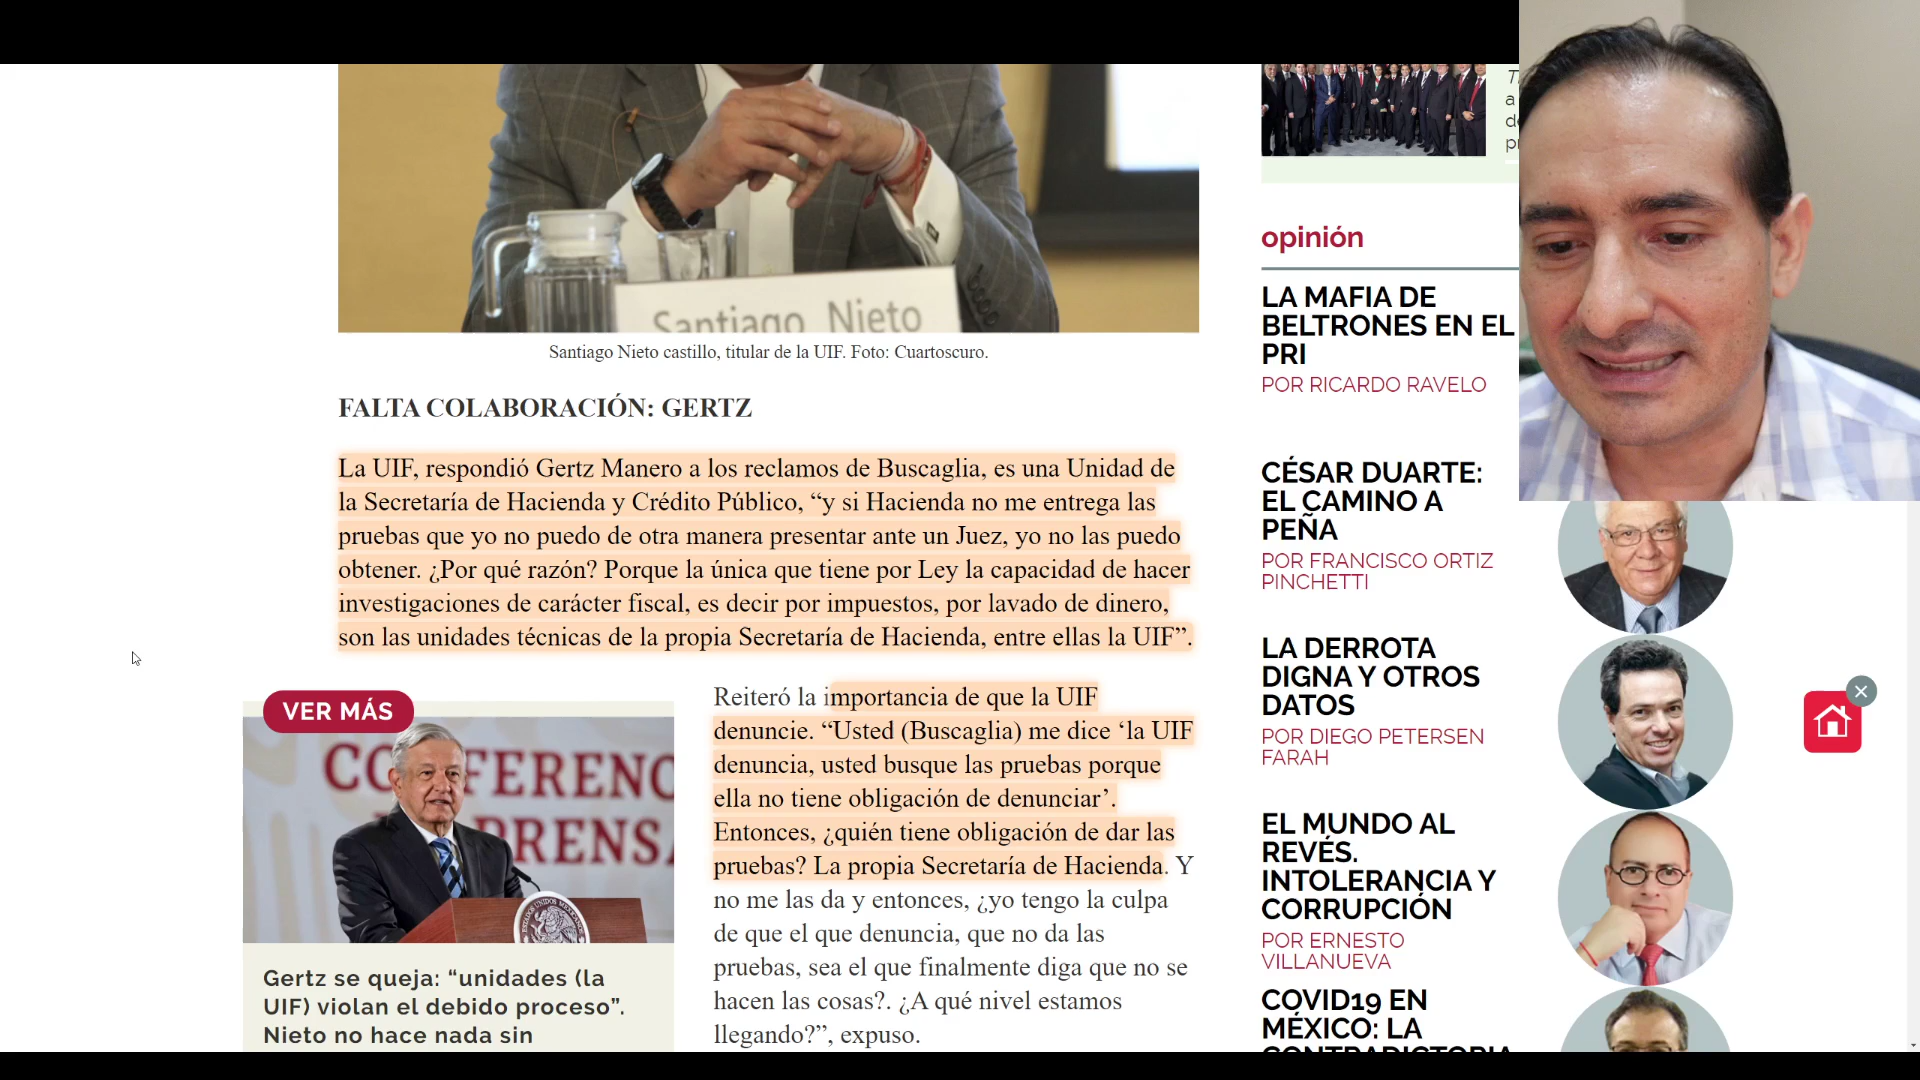 Santiago Nieto
Santiago Nieto castillo, titular de la UIF. Foto: Cuartoscuro.
FALTA COLABORACIÓN: GERTZ
La UIF, respondió Gertz Manero a los reclamos de Buscaglia, es una Unidad de
la Secretaría de Hacienda y Crédito Público, “y si Hacienda no me entrega las
pruebas que yo no puedo de otra manera presentar ante un Juez, yo no las puedo
obtener. ¿Por qué razón? Porque la única que tiene por Ley la capacidad de hacer
investigaciones de carácter fiscal, es decir por impuestos, por lavado de dinero,
son las unidades técnicas de la propia Secretaría de Hacienda, entre ellas la UIF”.
VER MÁS
Gertz se queja: “unidades (la
UIF) violan el debido proceso”.
Nieto no hace nada sin
Reiteró la importancia de que la UIF
denuncie. “Usted (Buscaglia) me dice ‘la UIF
denuncia, usted busque las pruebas porque
ella no tiene obligación de denunciar’.
Entonces, ¿quién tiene obligación de dar las
pruebas? La propia Secretaría de Hacienda. Y
no me las da y entonces, ¿yo tengo la culpa
de que el que denuncia, que no da las
pruebas, sea el que finalmente diga que no se
hacen las cosas?. ¿A qué nivel estamos
llegando?”, expuso.
opinión
LA MAFIA DE
BELTRONES EN EL
PRI
POR RICARDO RAVELO
CÉSAR DUARTE:
EL CAMINO A
PEÑA
POR FRANCISCO ORTIZ
PINCHETTI
LA DERROTA
DIGNA Y OTROS
DATOS
POR DIEGO PETERSEN
FARAH
EL MUNDO AL
REVÉS.
INTOLERANCIA Y
CORRUPCIÓN
POR ERNESTO
VILLANUEVA
COVID19 EN
MÉXICO: LA